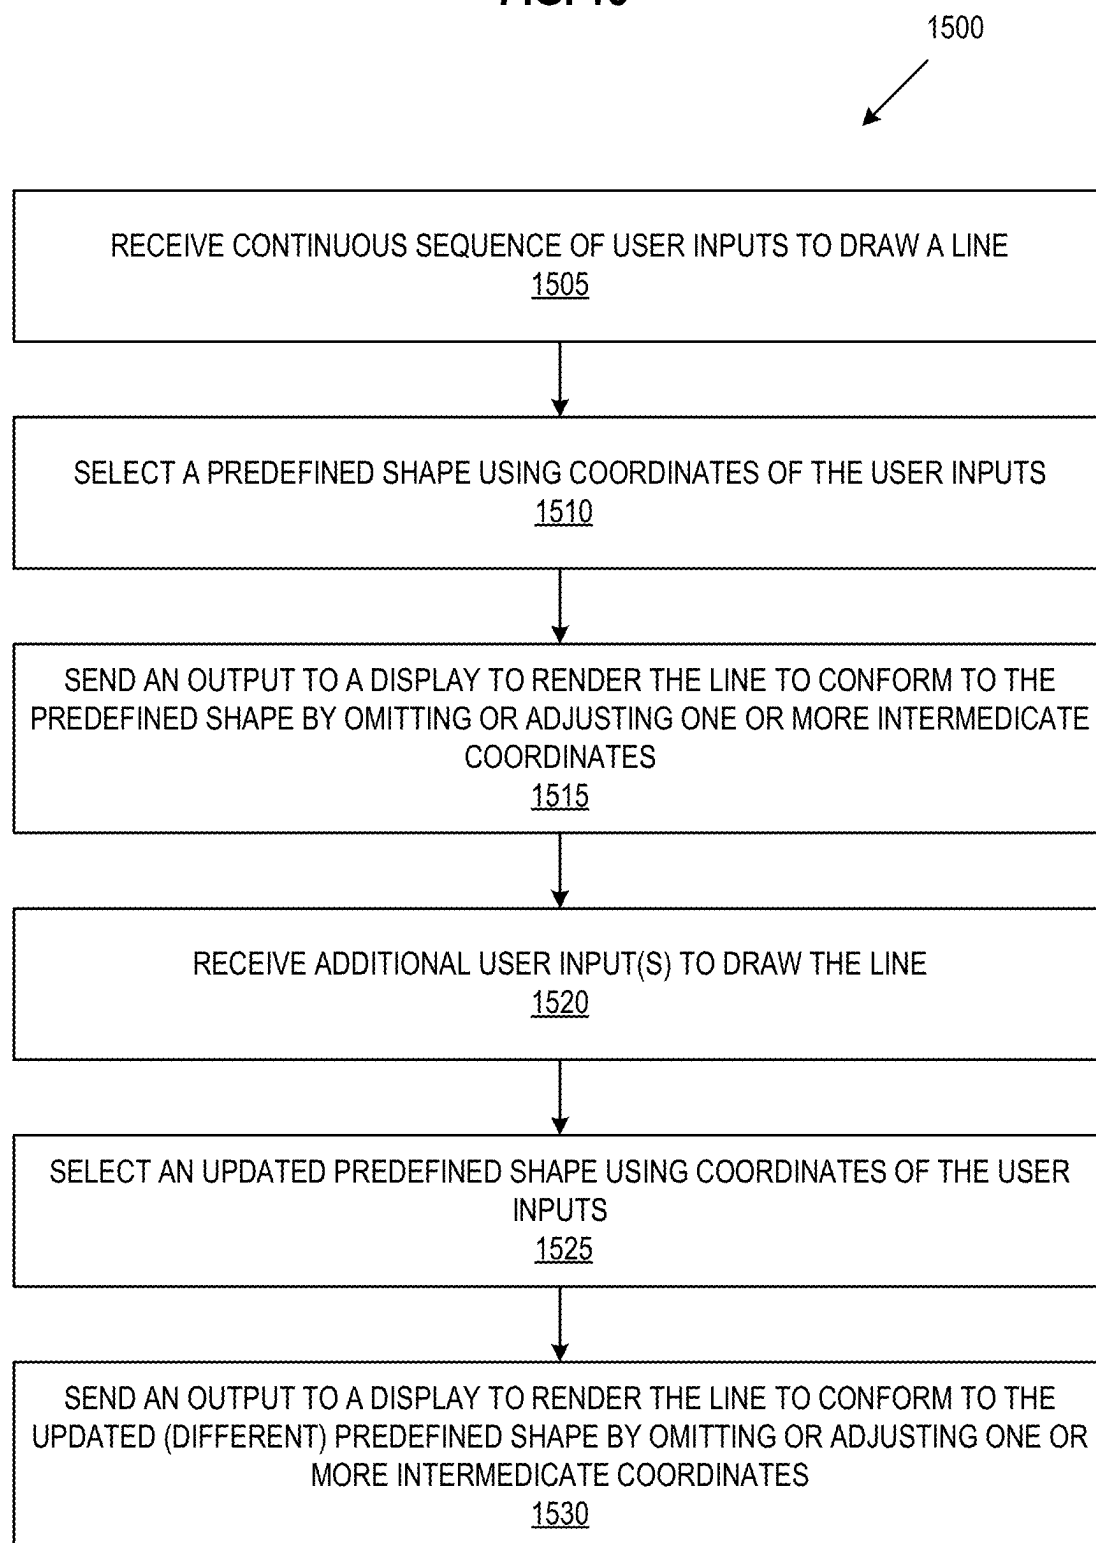 1500
RECEIVE CONTINUOUS SEQUENCE OF USER INPUTS TO DRAW A LINE
1505
SELECT A PREDEFINED SHAPE USING COORDINATES OF THE USER INPUTS
1510
SEND AN OUTPUT TO A DISPLAY TO RENDER THE LINE TO CONFORM TO THE
PREDEFINED SHAPE BY OMITTING OR ADJUSTING ONE OR MORE INTERMEDICATE
COORDINATES
1515
RECEIVE ADDITIONAL USER INPUT(S) TO DRAW THE LINE
1520
SELECT AN UPDATED PREDEFINED SHAPE USING COORDINATES OF THE USER
INPUTS
1525
SEND AN OUTPUT TO A DISPLAY TO RENDER THE LINE TO CONFORM TO THE
UPDATED (DIFFERENT) PREDEFINED SHAPE BY OMITTING OR ADJUSTING ONE OR
MORE INTERMEDICATE COORDINATES
1530